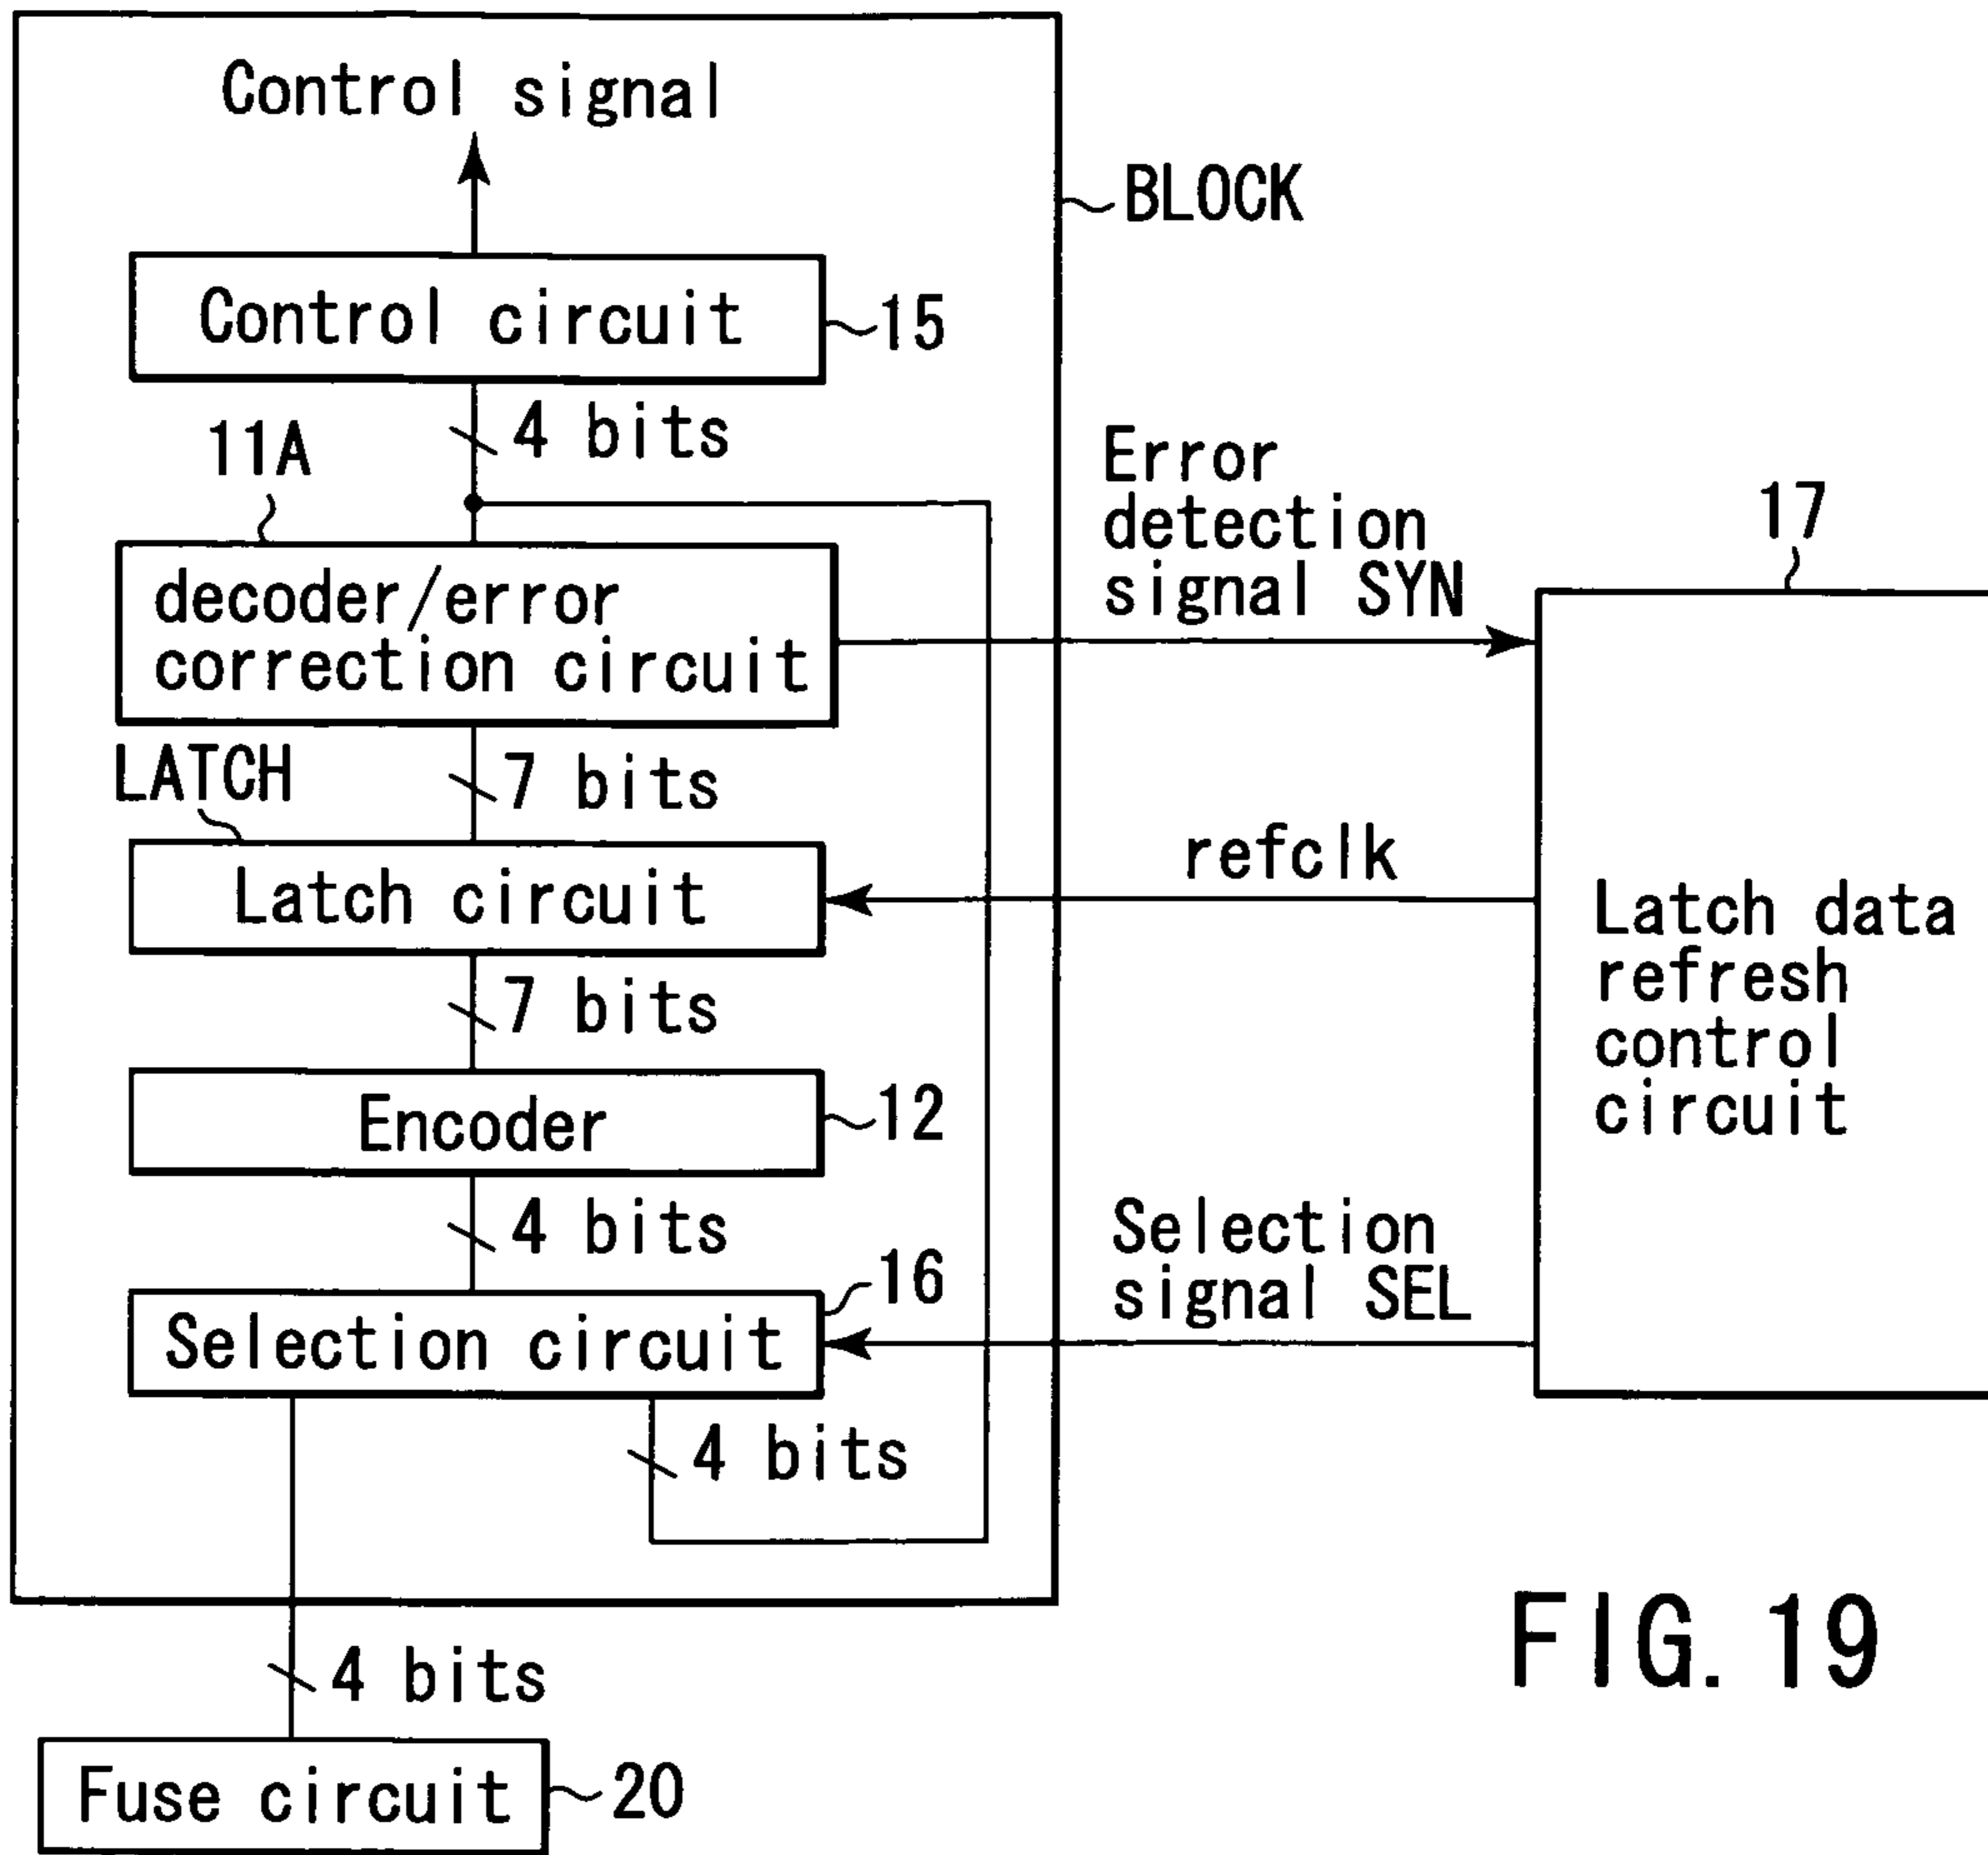 Control signal
BLOCK
Control circuit
15
4 bits
11A
Error
detection
signal SYN
17
decoder/error
correction circuit
7 bits
LATCH
Latch circuit
refclk
Latch data
refresh
control
circuit
7 bits
Encoder
12
4 bits
Selection
signal SEL
16
Selection circuit
4 bits
4 bits
FIG. 19
Fuse circuit
20